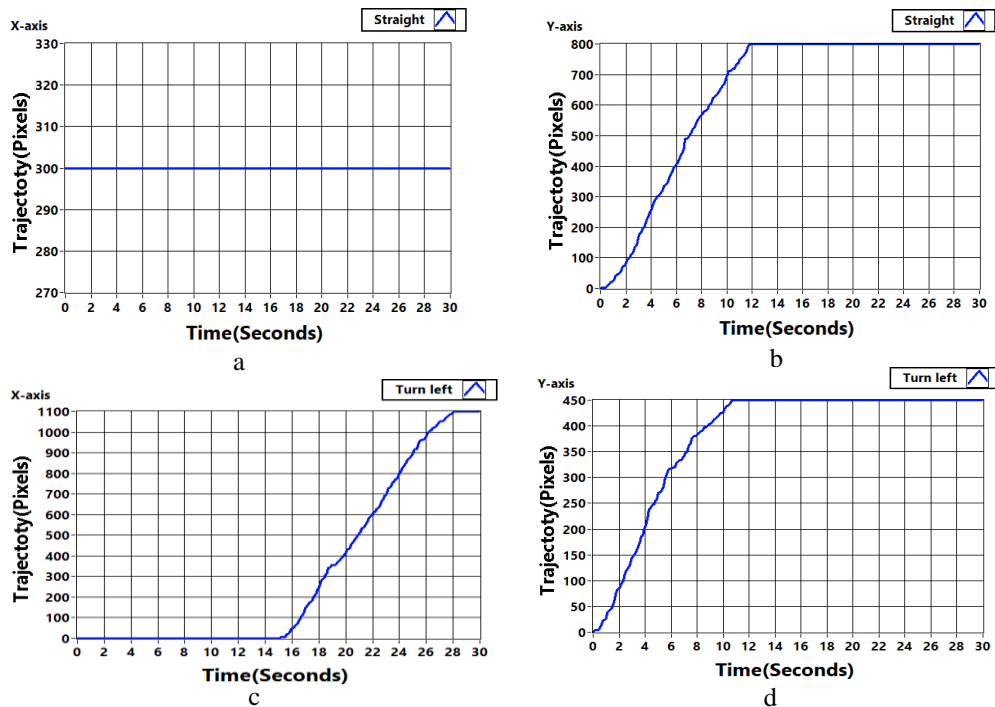 X-axis
Straight
330
320
310
300
290
280
270
Trajectoty(Pixels)
0 2 4 6 8 10 12 14 16 18 20 22 24 26 28 30
Time(Seconds)
a
Y-axis
Straight
800
700
600
500
400
300
200
100
0
Trajectoty(Pixels)
0 2 4 6 8 10 12 14 16 18 20 22 24 26 28 30
Time(Seconds)
b
X-axis
Turn left
1100
1000
900
800
700
600
500
400
300
200
100
0
Trajectoty(Pixels)
0 2 4 6 8 10 12 14 16 18 20 22 24 26 28 30
Time(Seconds)
c
Y-axis
Turn left
450
400
350
300
250
200
150
100
50
0
Trajectoty(Pixels)
0 2 4 6 8 10 12 14 16 18 20 22 24 26 28 30
Time(Seconds)
d